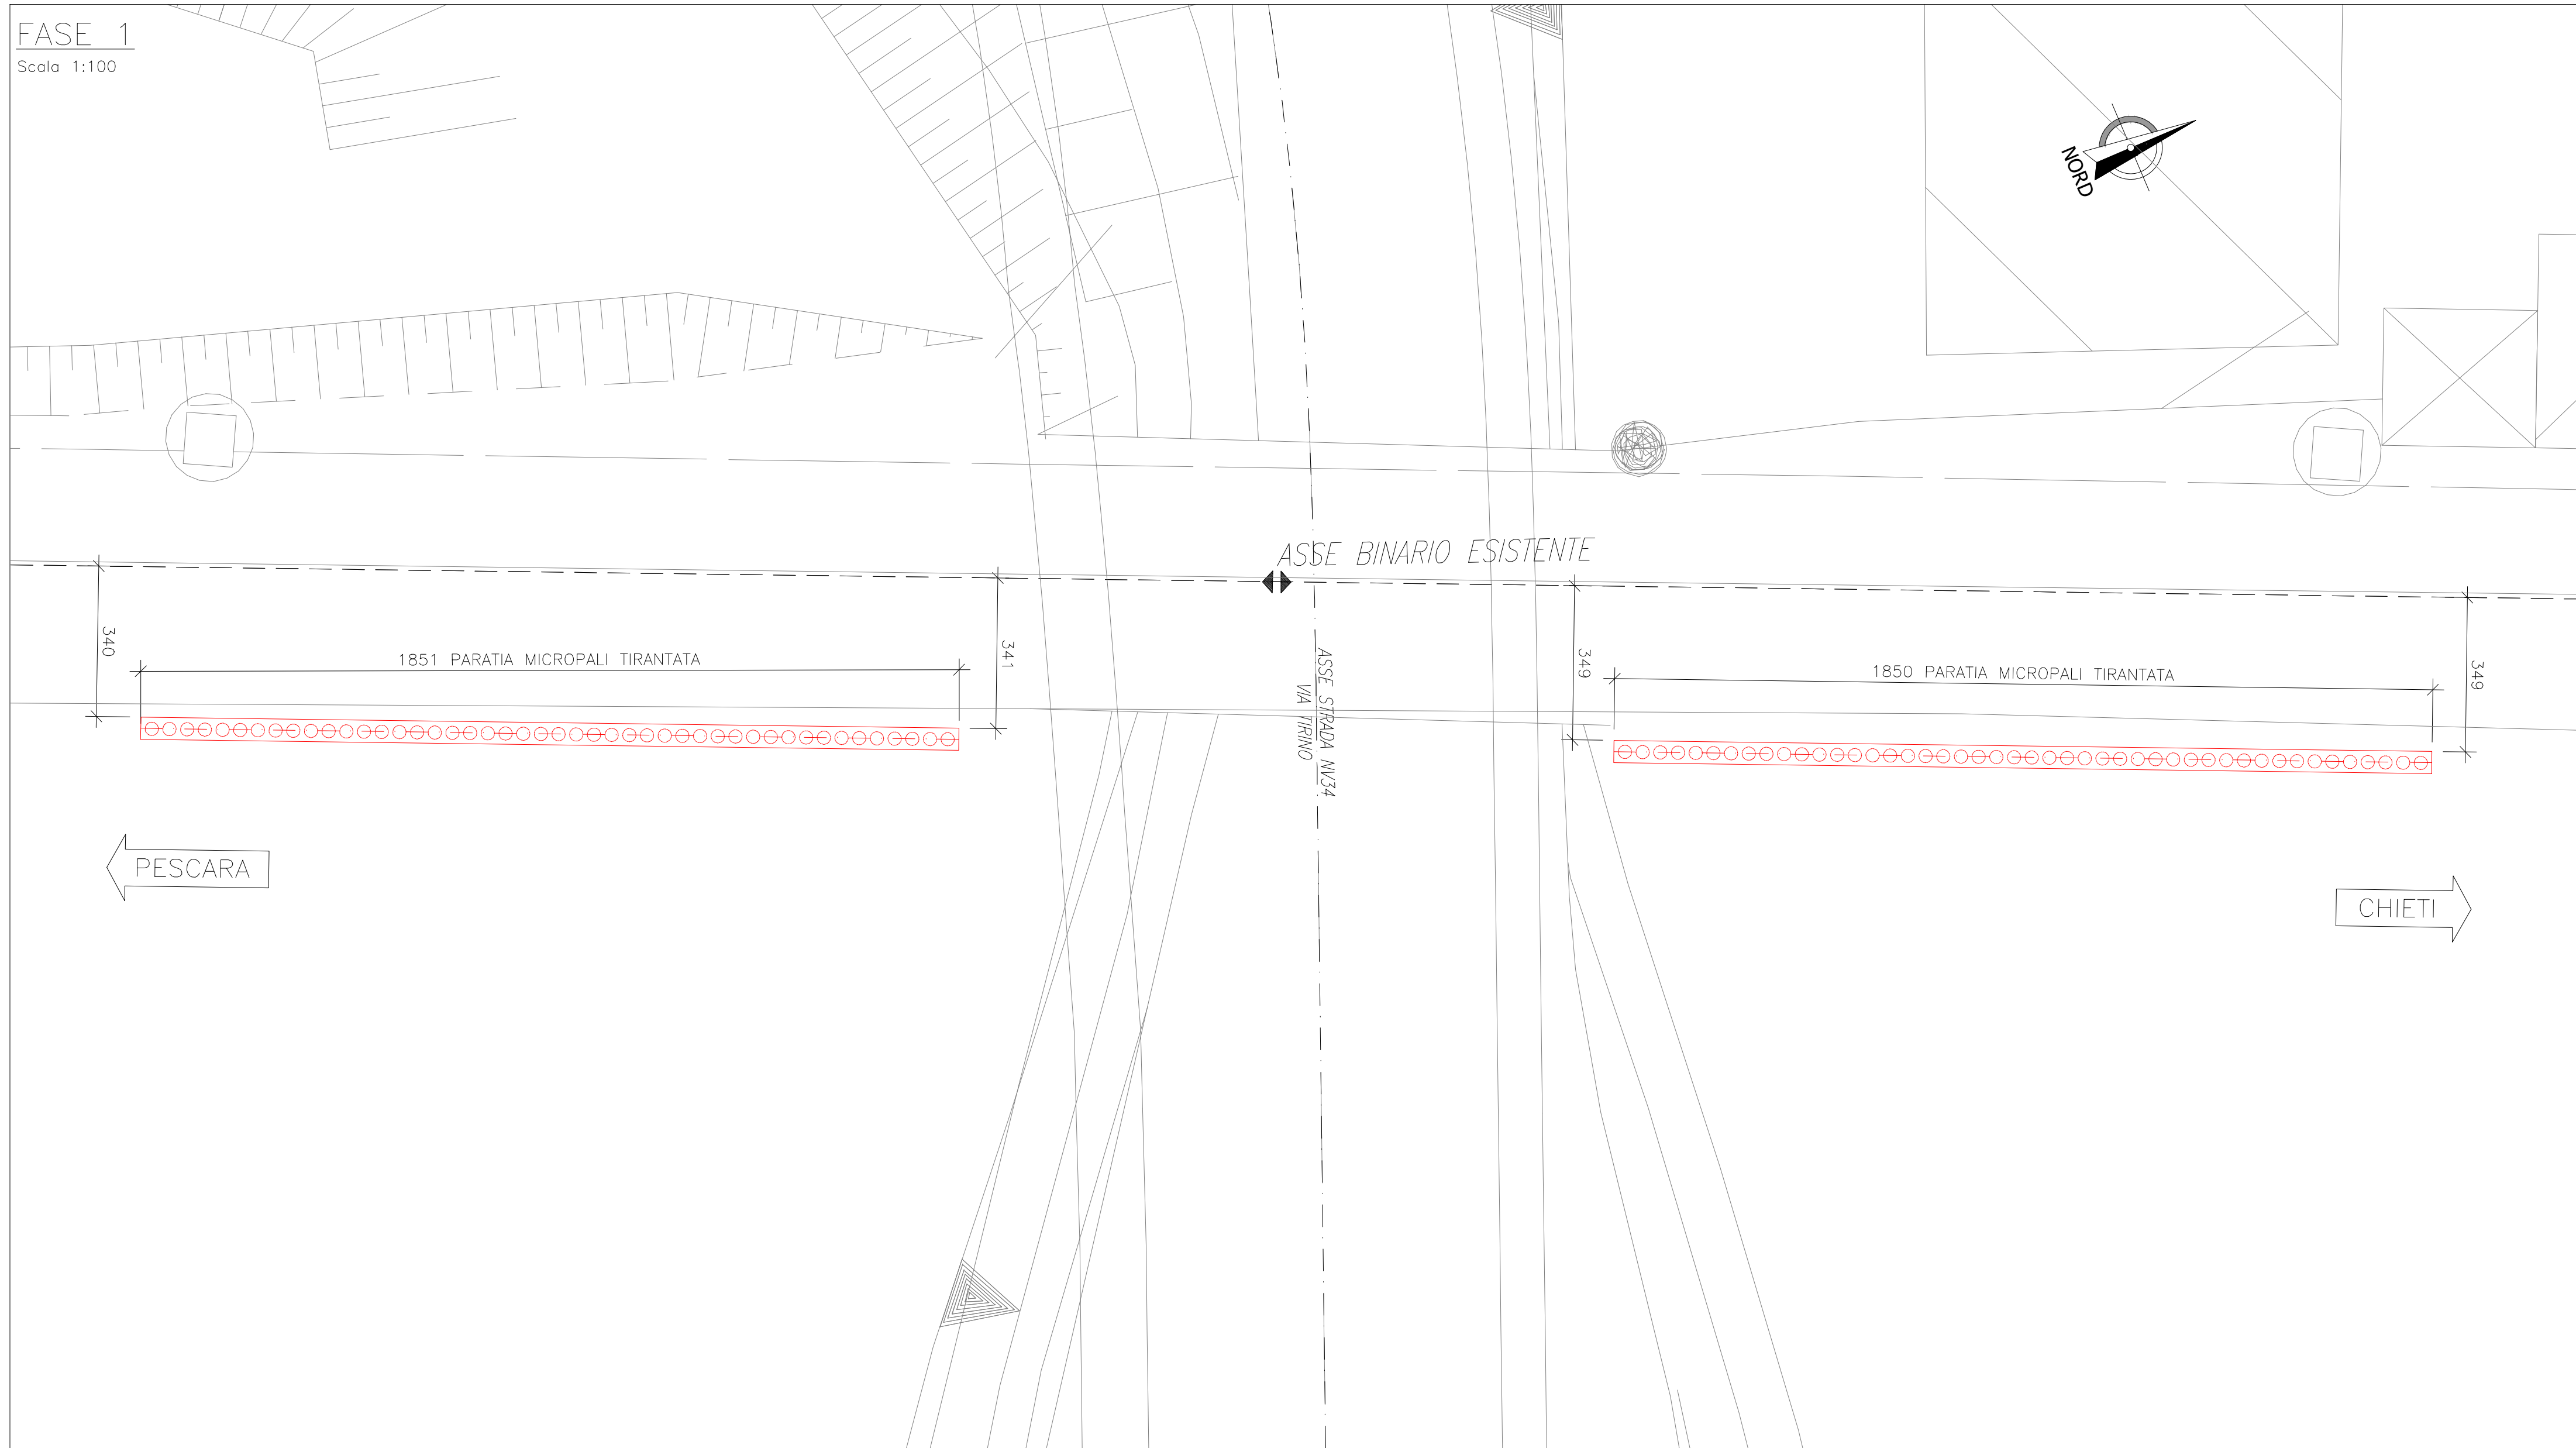 FASE 1
Scala 1:100
NORD
ASSE BINARIO ESISTENTE
340
1851 PARATIA MICROPALI TIRANTATA
341
ASSE STRADA NV34
VIA TIRINO
349
1850 PARATIA MICROPALI TIRANTATA
349
PESCARA
CHIETI